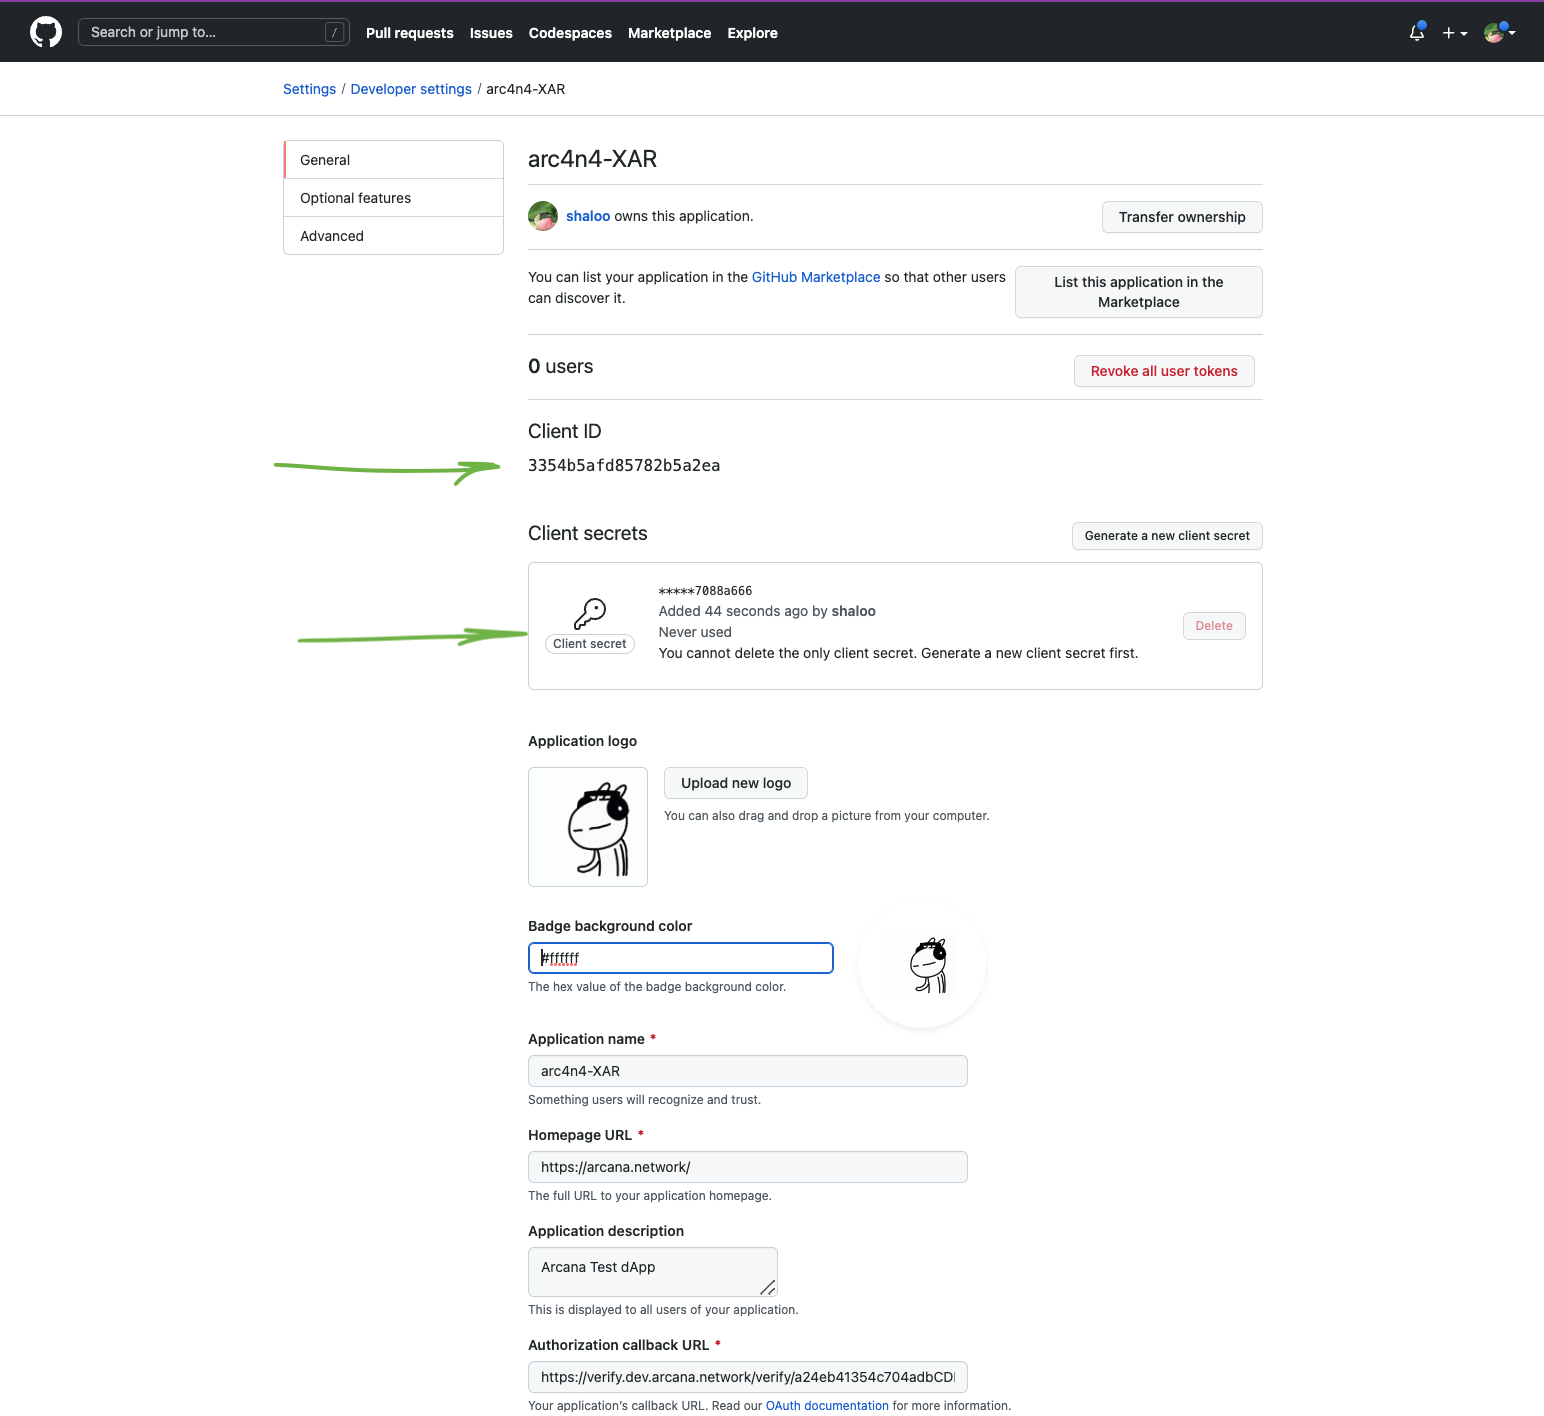 Search or jump to... /
Pull requests Issues Codespaces Marketplace Explore
Settings / Developer settings / arc4n4-XAR
General
Optional features
Advanced
arc4n4-XAR
shaloo owns this application.
Transfer ownership
You can list your application in the GitHub Marketplace so that other users
can discover it.
List this application in the
Marketplace
0 users
Revoke all user tokens
Client ID
3354b5afd85782b5a2ea
Client secrets
Generate a new client secret
*****7088a666
Added 44 seconds ago by shaloo
Never used
You cannot delete the only client secret. Generate a new client secret first.
Client secret
Delete
Application logo
Upload new logo
You can also drag and drop a picture from your computer.
Badge background color
#ffffff
The hex value of the badge background color.
Application name *
arc4n4-XAR
Something users will recognize and trust.
Homepage URL *
https://arcana.network/
The full URL to your application homepage.
Application description
Arcana Test dApp
This is displayed to all users of your application.
Authorization callback URL *
https://verify.dev.arcana.network/verify/a24eb41354c704adbCD
Your application's callback URL. Read our OAuth documentation for more information.